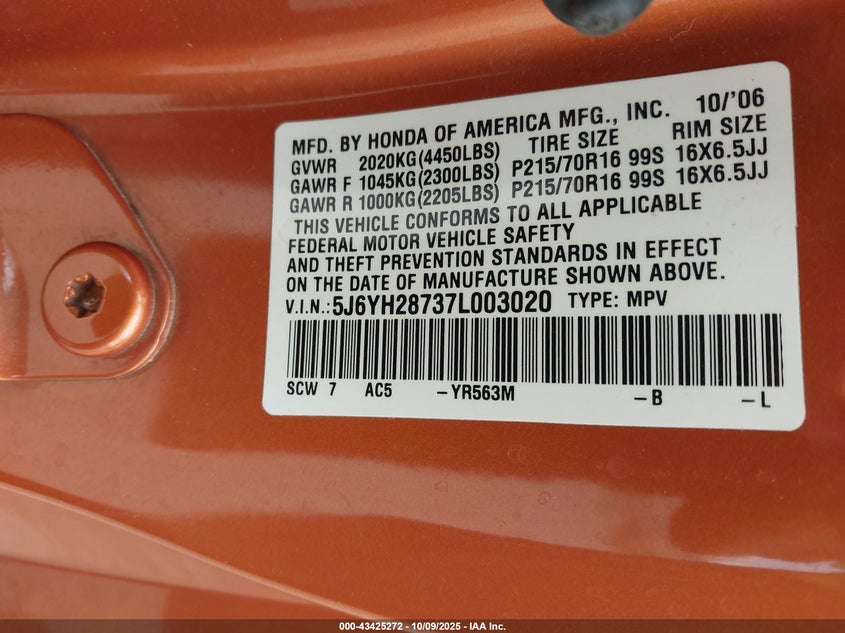 MFD. BY HONDA OF AMERICA MFG., INC. 10/'06
GVWR 2020KG(4450LBS) TIRE SIZE RIM SIZE
GAWR F 1045KG(2300LBS) P215/70R16 99S 16X6.5JJ
GAWR R 1000KG(2205LBS) P215/70R16 99S 16X6.5JJ
THIS VEHICLE CONFORMS TO ALL APPLICABLE
FEDERAL MOTOR VEHICLE SAFETY
AND THEFT PREVENTION STANDARDS IN EFFECT
ON THE DATE OF MANUFACTURE SHOWN ABOVE.
V.I.N.:5J6YH28737L003020 TYPE: MPV
SCW 7 AC5 -YR563M -B -L
000-43425272 - 10/09/2025 - IAA Inc.